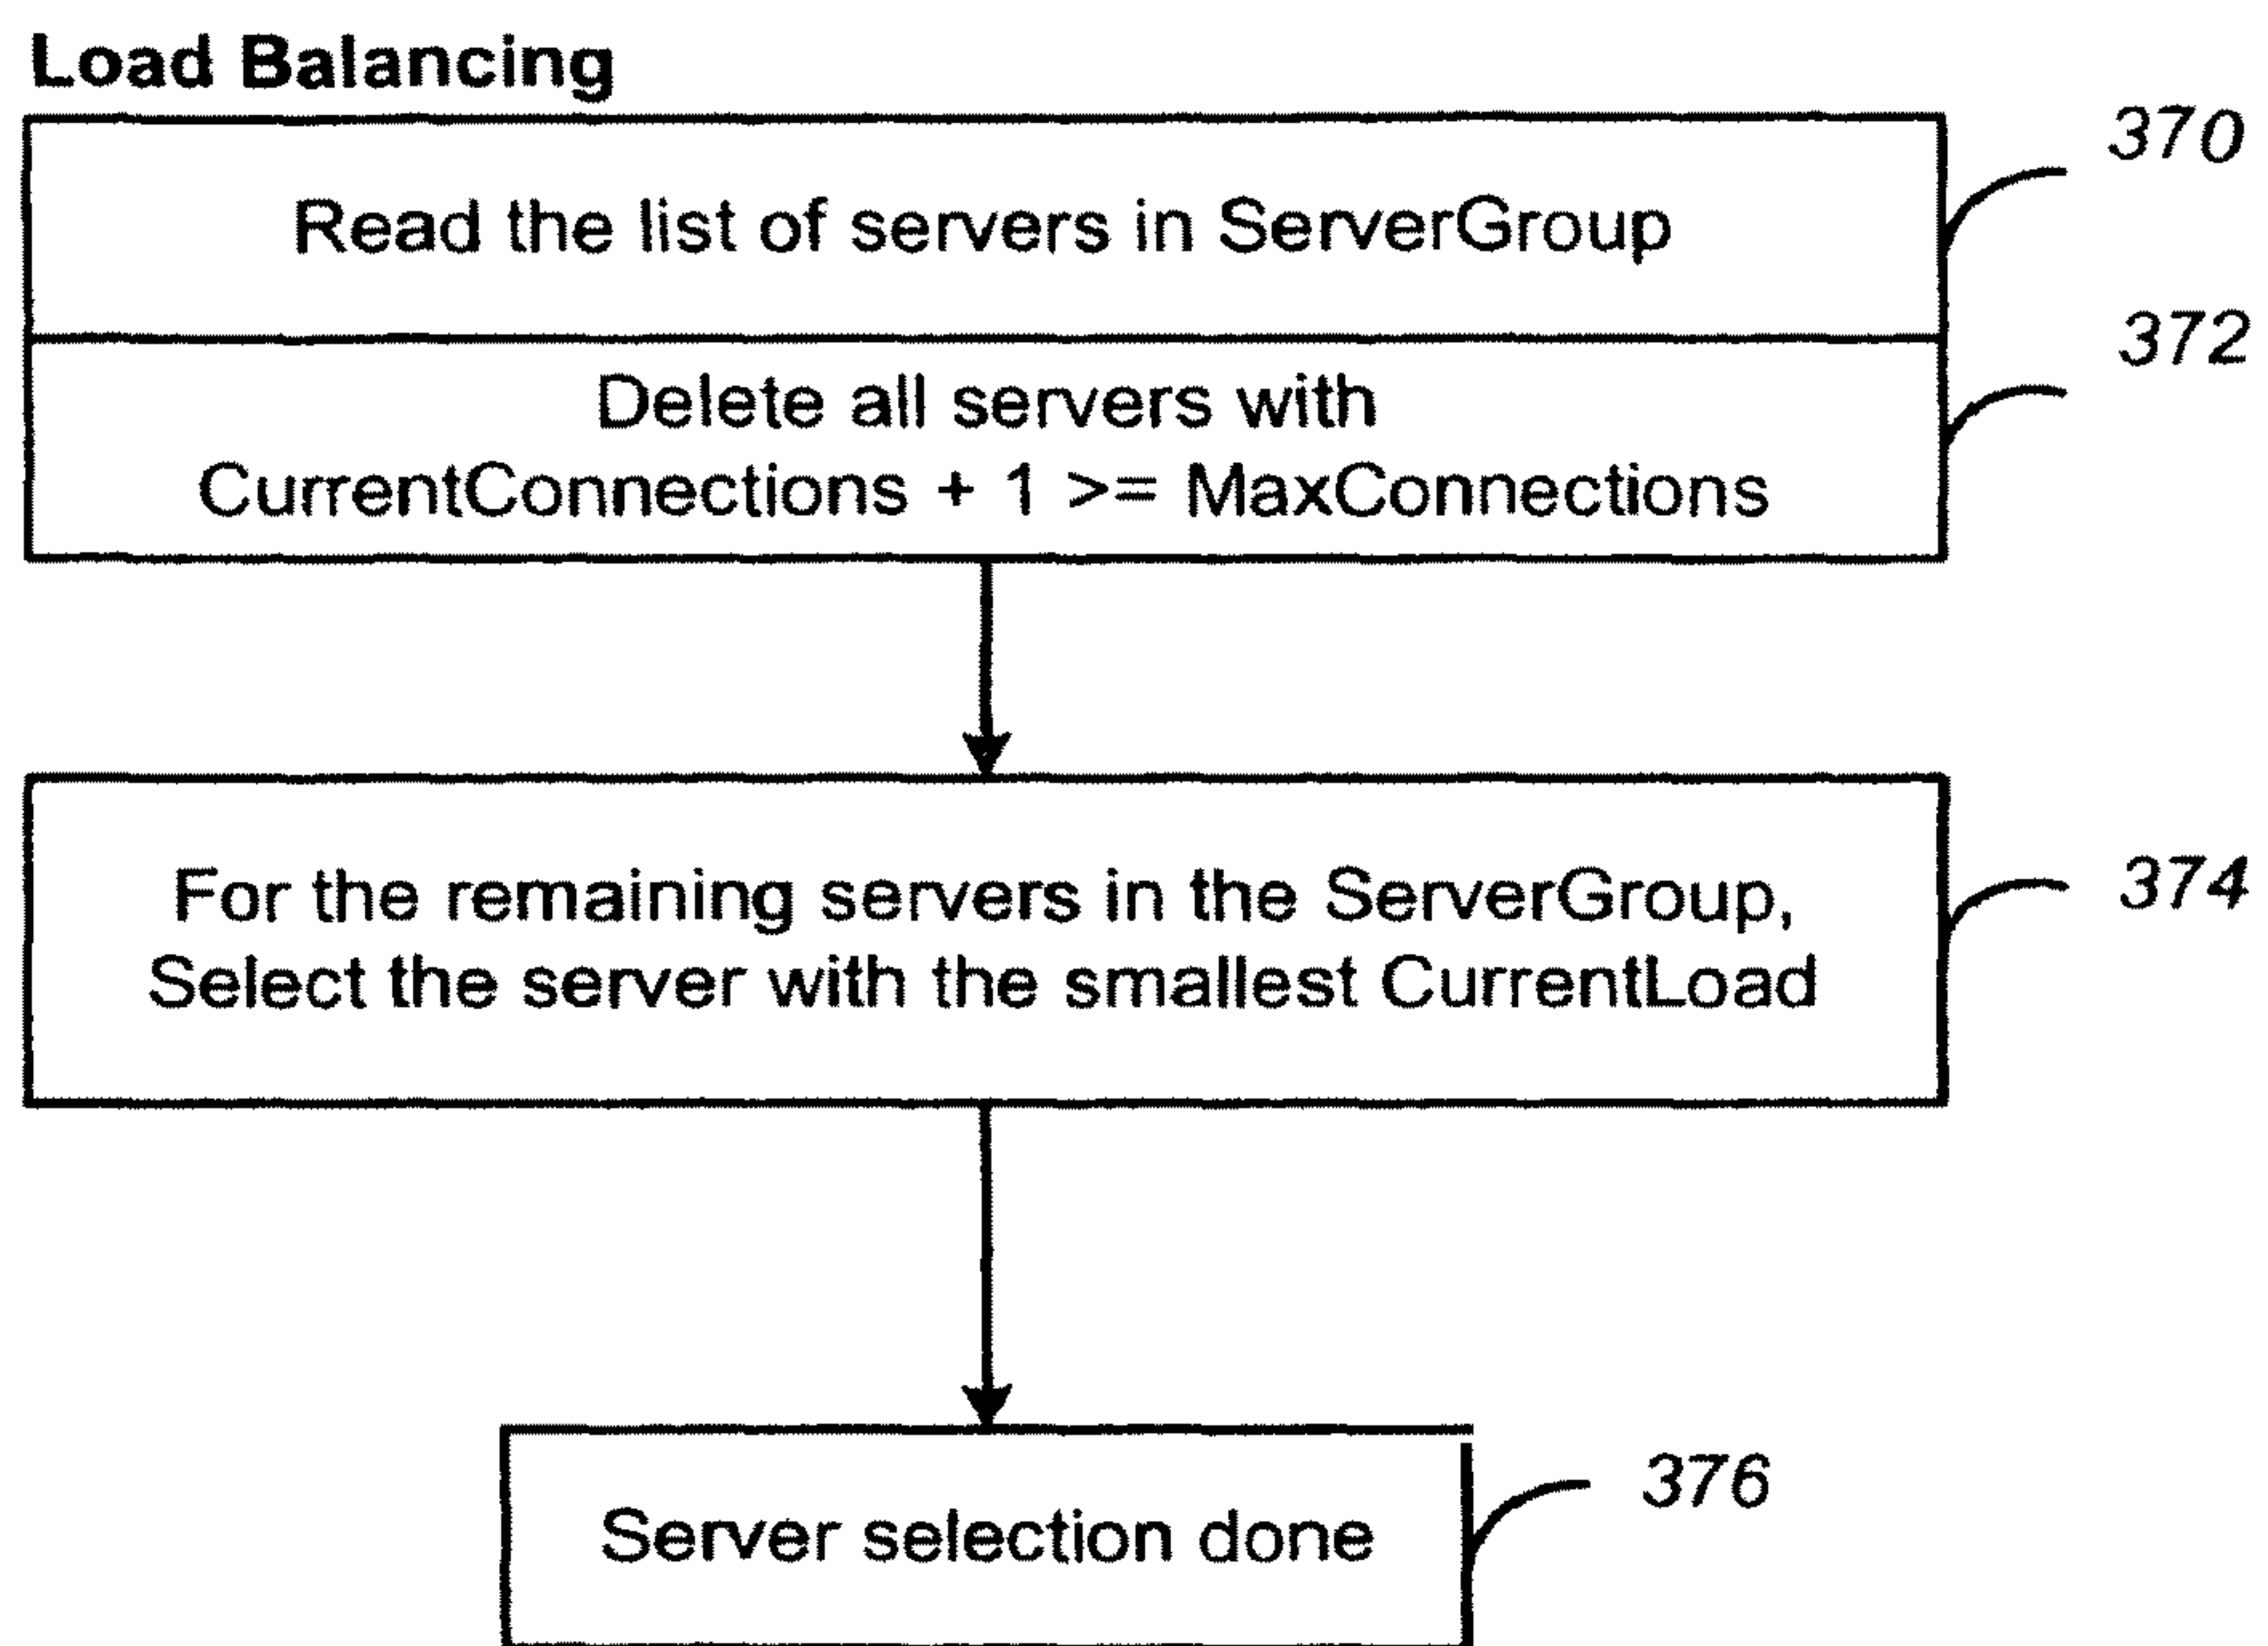 Load Balancing
370
Read the list of servers in ServerGroup
372
Delete all servers with
CurrentConnections + 1 >= MaxConnections
374
For the remaining servers in the ServerGroup,
Select the server with the smallest CurrentLoad
376
Server selection done